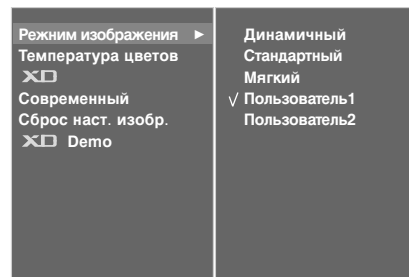 Режим изображения ►
Температура цветов
XD
Современный
Сброс наст. изобр.
XD Demo
Динамичный
Стандартный
Мягкий
√ Пользователь1
Пользователь2